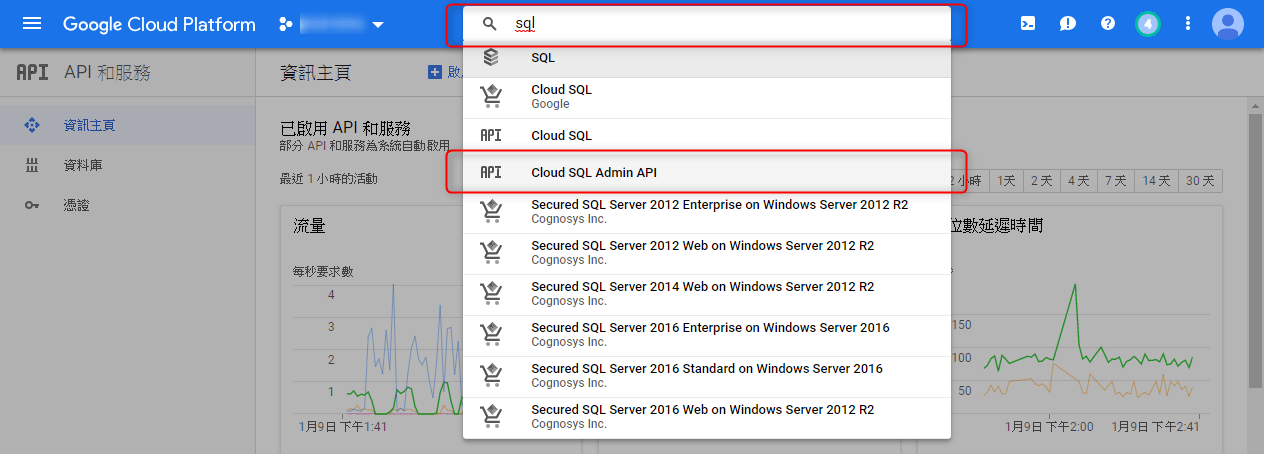 Google Cloud Platform
sql
4
API API 和服務
資訊主頁
資料庫
憑證
資訊主頁
已啟用 API 和服務
部分 API 和服務為系統自動啟用
最近 1 小時的活動
小時 1天 2 天 4 天 7 天 14 天 30 天
SQL
Cloud SQL
Google
API Cloud SQL
API Cloud SQL Admin API
Secured SQL Server 2012 Enterprise on Windows Server 2012 R2
Cognosys Inc.
Secured SQL Server 2012 Web on Windows Server 2012 R2
Cognosys Inc.
Secured SQL Server 2014 Web on Windows Server 2012 R2
Cognosys Inc.
Secured SQL Server 2016 Enterprise on Windows Server 2016
Cognosys Inc.
Secured SQL Server 2016 Standard on Windows Server 2016
Cognosys Inc.
Secured SQL Server 2016 Web on Windows Server 2012 R2
Cognosys Inc.
流量
每秒要求數
4
3
2
1
1月9日 下午1:41
位數延遲時間
150
100
50
1月9日 下午2:00 1月9日 下午2:41